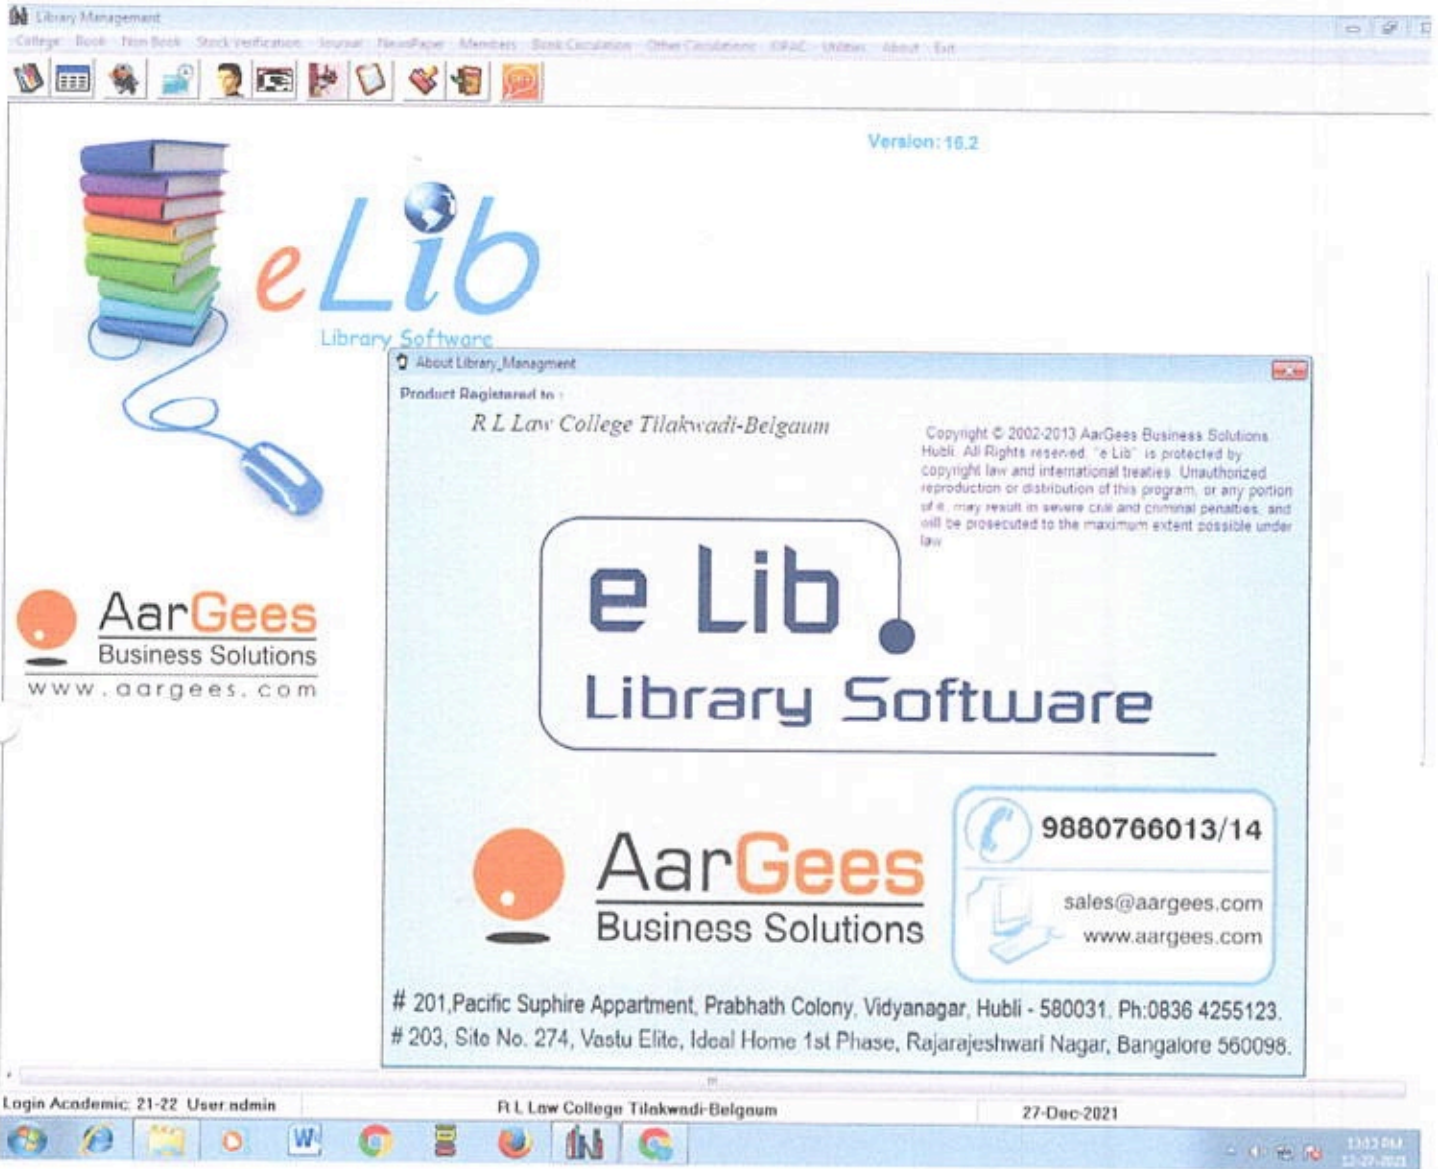 Library Management
College Book Non Book Stock Verification Journal NewsPaper Members Book Circulation Other Circulations OPAC Utilities About Exit
Version: 16.2
eLib
Library Software
About Library_Managment
Product Registered to :
R L Law College Tilakwadi-Belgaum
Copyright © 2002-2013 AarGees Business Solutions
Hubli. All Rights reserved. "e Lib" is protected by
copyright law and international treaties. Unauthorized
reproduction or distribution of this program, or any portion
of it, may result in severe civil and criminal penalties, and
will be prosecuted to the maximum extent possible under
law
e Lib
Library Software
AarGees
Business Solutions
www.aargees.com
9880766013/14
AarGees
Business Solutions
sales@aargees.com
www.aargees.com
# 201,Pacific Suphire Appartment, Prabhath Colony, Vidyanagar, Hubli - 580031. Ph:0836 4255123.
# 203, Site No. 274, Vastu Elite, Ideal Home 1st Phase, Rajarajeshwari Nagar, Bangalore 560098.
Login Academic: 21-22 User:admin
R L Law College Tilakwadi-Belgaum
27-Dec-2021
12-27-2021